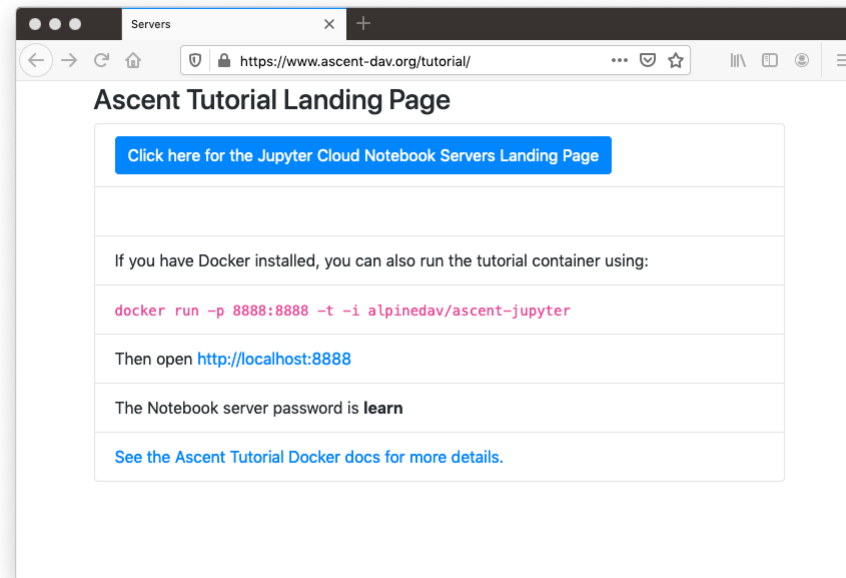 Servers
https://www.ascent-dav.org/tutorial/
Ascent Tutorial Landing Page
Click here for the Jupyter Cloud Notebook Servers Landing Page
If you have Docker installed, you can also run the tutorial container using:
docker run -p 8888:8888 -t -i alpinedav/ascent-jupyter
Then open http://localhost:8888
The Notebook server password is learn
See the Ascent Tutorial Docker docs for more details.